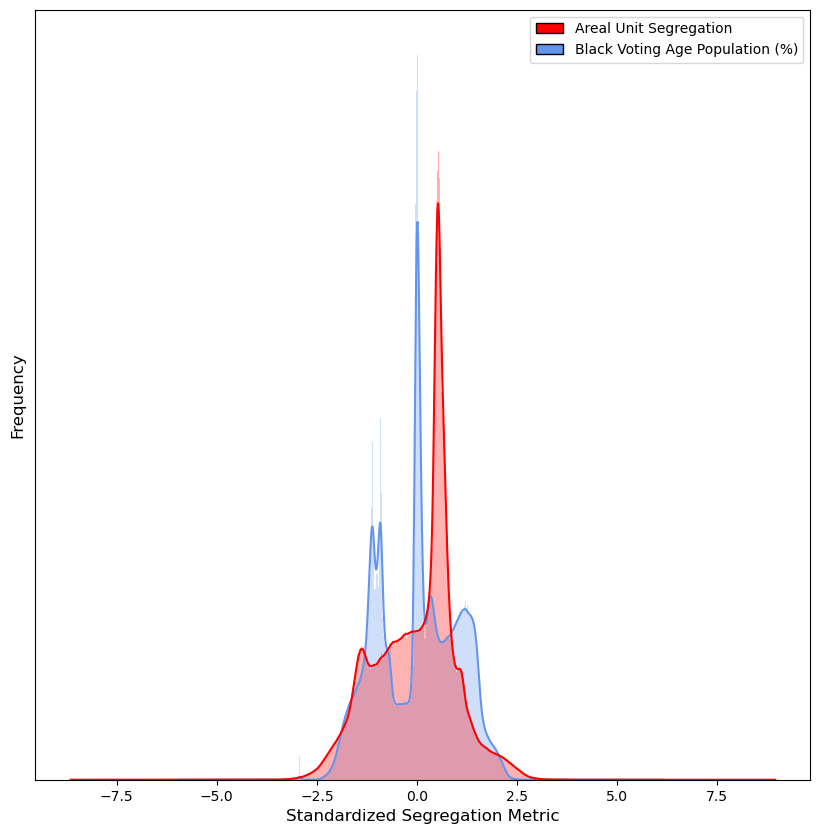 Areal Unit Segregation
Black Voting Age Population (%)
Frequency
−7.5 −5.0 −2.5 0.0 2.5 5.0 7.5
Standardized Segregation Metric